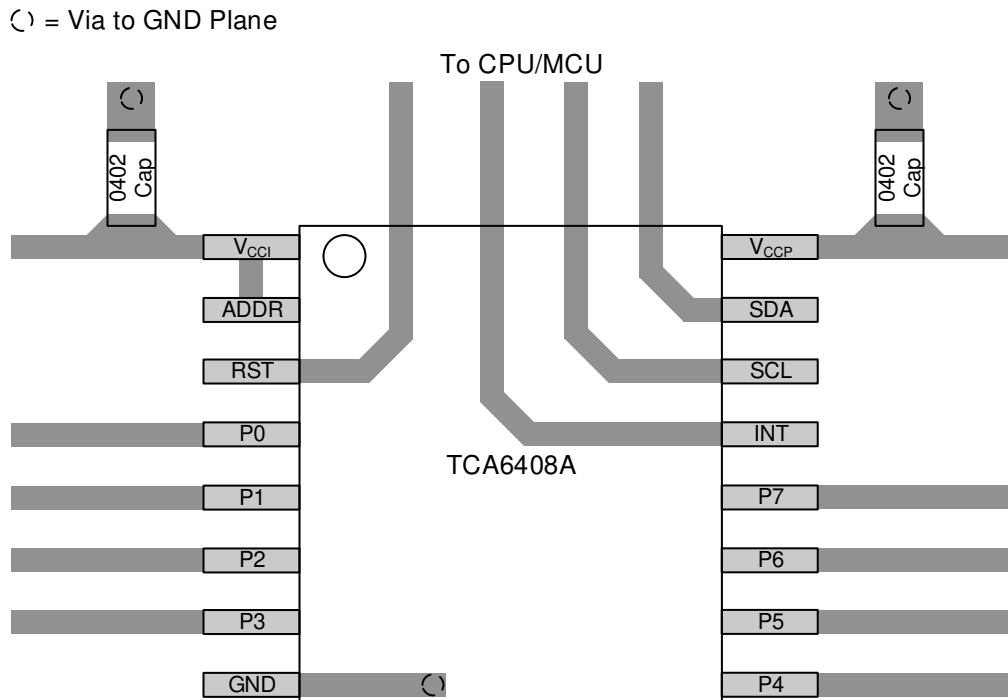 = Via to GND Plane
To CPU/MCU
0402
Cap
0402
Cap
VCCI
VCCP
ADDR
SDA
RST
SCL
P0
INT
TCA6408A
P1
P7
P2
P6
P3
P5
GND
P4